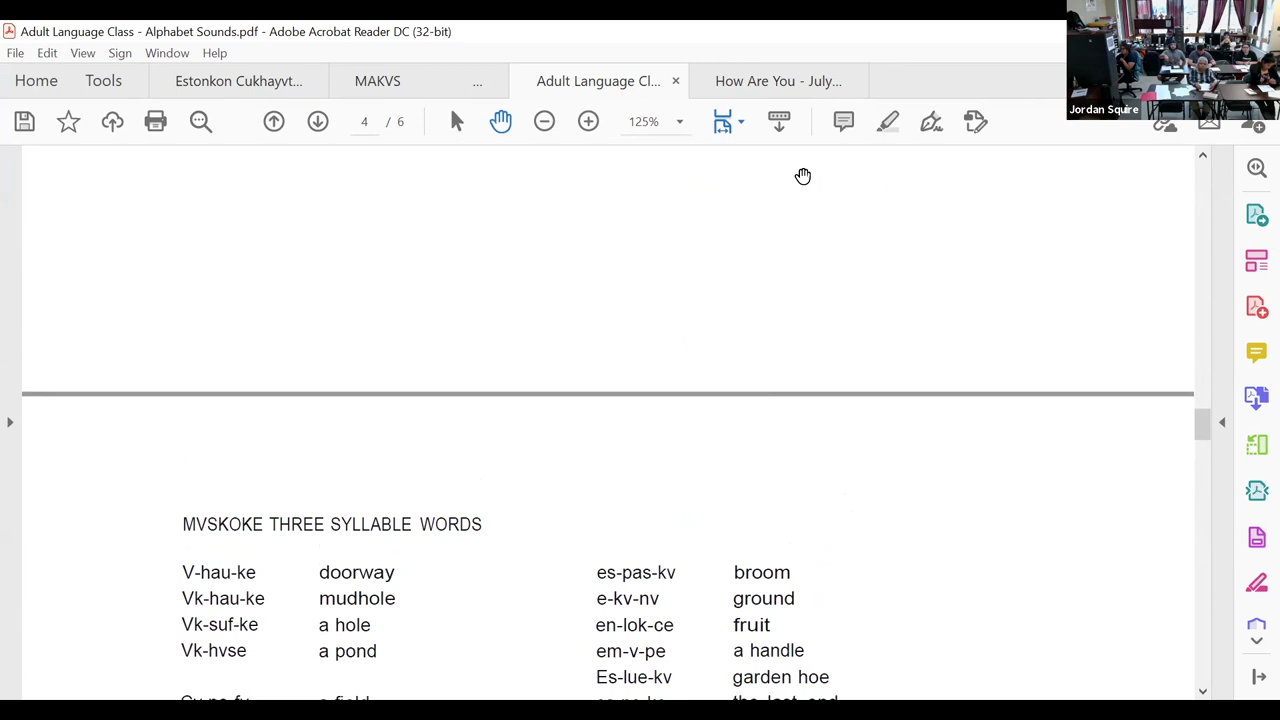 Adult Language Class - Alphabet Sounds.pdf - Adobe Acrobat Reader DC (32-bit)
File Edit View Sign Window Help
Home Tools Estonkon Cukhayvt... MAKVS ... Adult Language Cl... × How Are You - July...
4 / 6 125%
Jordan Squire
MVSKOKE THREE SYLLABLE WORDS
V-hau-ke doorway es-pas-kv broom
Vk-hau-ke mudhole e-kv-nv ground
Vk-suf-ke a hole en-lok-ce fruit
Vk-hvse a pond em-v-pe a handle
Es-lue-kv garden hoe